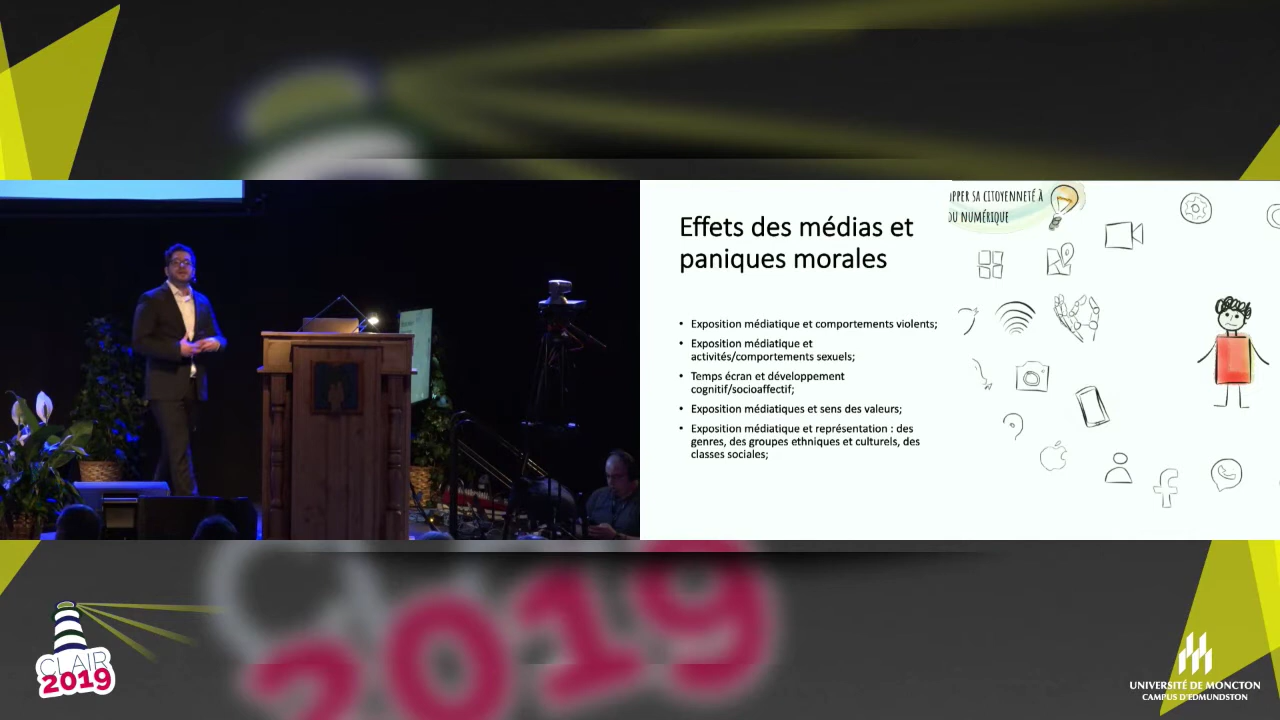 Effets des médias et
paniques morales
• Exposition médiatique et comportements violents;
• Exposition médiatique et
activités/comportements sexuels;
• Temps écran et développement
cognitif/socioaffectif;
• Exposition médiatiques et sens des valeurs;
• Exposition médiatique et représentation : des
genres, des groupes ethniques et culturels, des
classes sociales;
PPER SA CITOYENNETÉ À
DU NUMÉRIQUE
2019
CLAIR
2019
UNIVERSITÉ DE MONCTON
CAMPUS D'EDMUNDSTON